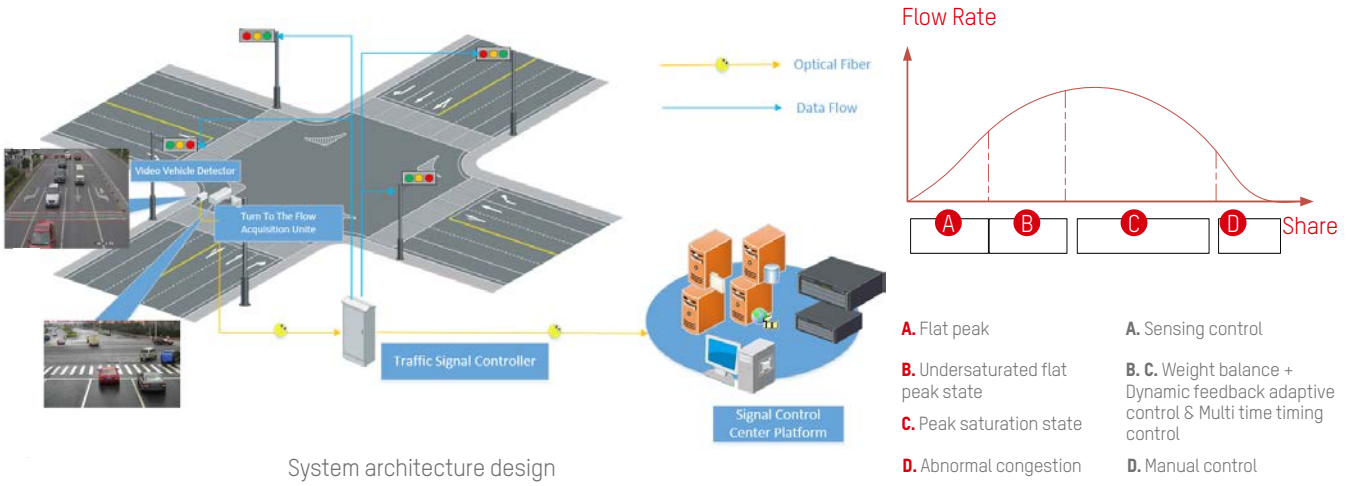 Optical Fiber
Data Flow
Video Vehicle Detector
Turn To The Flow
Acquisition Unite
Traffic Signal Controller
Signal Control
Center Platform
System architecture design
Flow Rate
A
B
C
D
Share
A. Flat peak
B. Undersaturated flat
peak state
C. Peak saturation state
D. Abnormal congestion
A. Sensing control
B. C. Weight balance +
Dynamic feedback adaptive
control & Multi time timing
control
D. Manual control